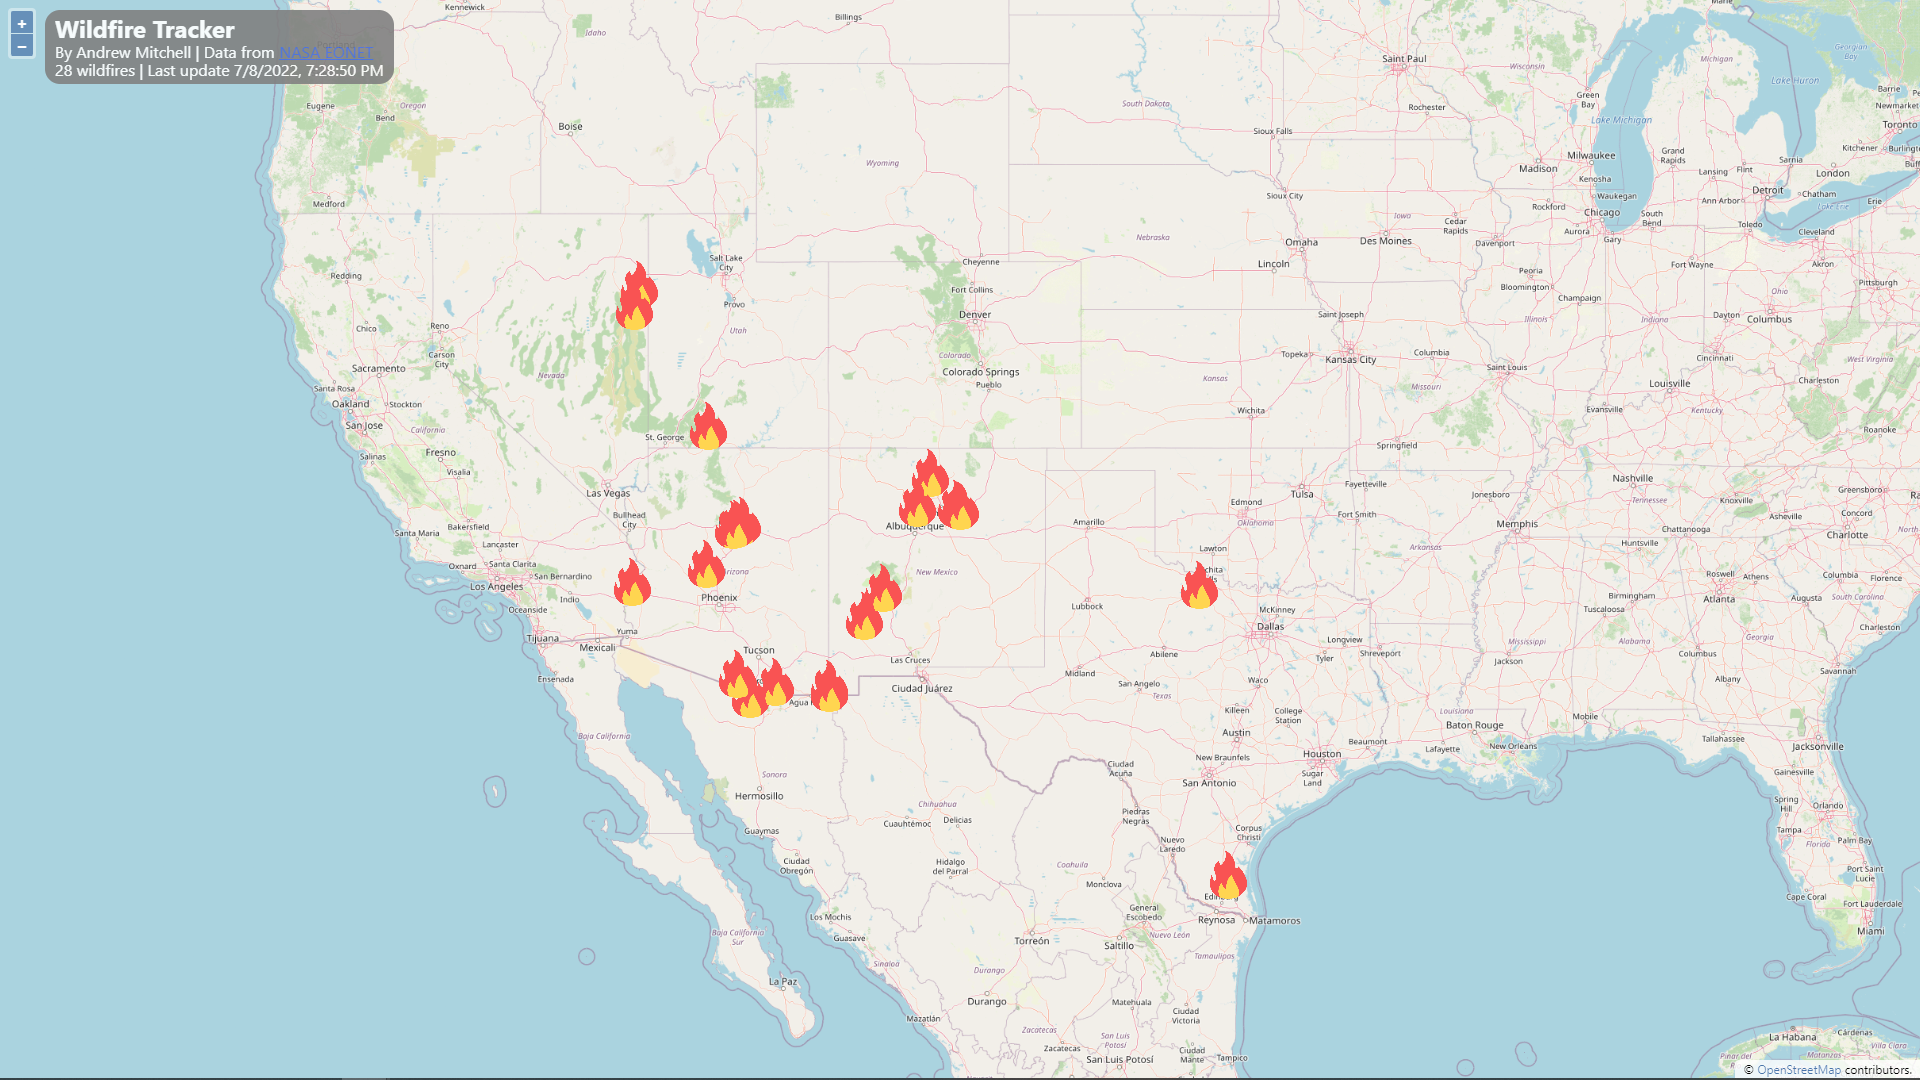 +
−
Wildfire Tracker
By Andrew Mitchell | Data from NASA EONET
28 wildfires | Last update 7/8/2022, 7:28:50 PM
Kennewick
Idaho
Billings
Eugene
Bend
Oregon
Boise
Medford
Wyoming
South Dakota
Saint Paul
Rochester
Wisconsin
Green Bay
Michigan
Lake Michigan
Lake Huron
Georgian Bay
Barrie
Newmarket
Toronto
Kitchener
Burlington
Sioux Falls
Sioux City
Madison
Milwaukee
Kenosha
Waukegan
Grand Rapids
Lansing
Flint
Sarnia
London
Detroit
Chatham
Ann Arbor
Lake Erie
Erie
Rockford
Chicago
Aurora
Gary
South Bend
Toledo
Cleveland
Akron
Iowa
Cedar Rapids
Davenport
Nebraska
Omaha
Des Moines
Lincoln
Peoria
Bloomington
Champaign
Fort Wayne
Ohio
Pittsburgh
Redding
Salt Lake City
Provo
Utah
Cheyenne
Fort Collins
Denver
Colorado
Colorado Springs
Pueblo
Saint Joseph
Topeka
Kansas City
Columbia
Kansas
Missouri
Saint Louis
Illinois
Indiana
Dayton
Columbus
Cincinnati
West Virginia
Charleston
Louisville
Evansville
Kentucky
Roanoke
Chico
Reno
Carson City
Sacramento
Nevada
Santa Rosa
Oakland
Stockton
San Jose
California
Salinas
Fresno
Visalia
St. George
Las Vegas
Bullhead City
Santa Maria
Bakersfield
Lancaster
Oxnard
Santa Clarita
San Bernardino
Los Angeles
Indio
Oceanside
Tijuana
Mexicali
Yuma
Ensenada
Phoenix
Tucson
New Mexico
Las Cruces
Ciudad Juárez
Wichita
Springfield
Tulsa
Edmond
Oklahoma
Fayetteville
Fort Smith
Amarillo
Lawton
Arkansas
Jonesboro
Memphis
Nashville
Tennessee
Knoxville
Chattanooga
Huntsville
Asheville
Greensboro
Concord
Charlotte
Lubbock
McKinney
Dallas
Longview
Tyler
Shreveport
Abilene
Midland
San Angelo
Texas
Waco
Killeen
College Station
Austin
New Braunfels
San Antonio
Houston
Sugar Land
Beaumont
Louisiana
Lafayette
Baton Rouge
New Orleans
Mobile
Jackson
Mississippi
Tuscaloosa
Birmingham
Alabama
Roswell
Athens
Atlanta
Georgia
Augusta
Columbia
Florence
South Carolina
Charleston
Savannah
Columbus
Albany
Tallahassee
Jacksonville
Gainesville
Spring Hill
Orlando
Tampa
Florida
Palm Bay
Port Saint Lucie
Cape Coral
Fort Lauderdale
Miami
Baja California
Sonora
Hermosillo
Guaymas
Ciudad Obregón
Chihuahua
Cuauhtémoc
Delicias
Hidalgo del Parral
Ciudad Acuña
Piedras Negras
Nuevo Laredo
Corpus Christi
Coahuila
Monclova
General Escobedo
Reynosa
Matamoros
Nuevo León
Tamaulipas
Saltillo
Torreón
Los Mochis
Guasave
Sinaloa
Baja California Sur
La Paz
Durango
Durango
Mazatlán
Zacatecas
Zacatecas
Matehuala
Ciudad Victoria
San Luis Potosí
San Luis Potosí
Ciudad Mante
Tampico
La Habana
Cárdenas
Matanzas
Villa Clara
© OpenStreetMap contributors.